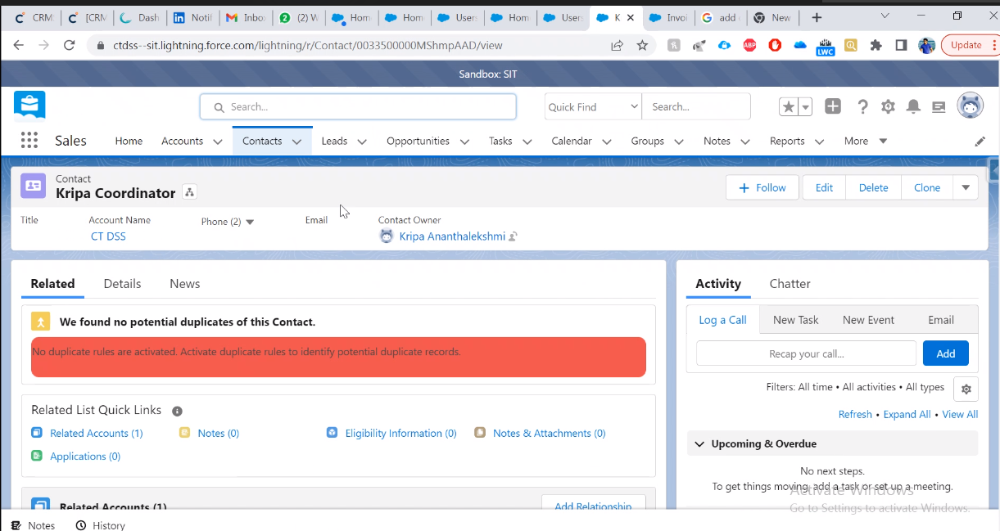 CRM
[CRM
Dash
Notifi
Inbo
(2) W
Hom
Hom
Users
Hom
Users
K
Invoi
add
New
ctdss--sit.lightning.force.com/lightning/r/Contact/0033500000MShmpAAD/view
ABP
LWC
Update
Sandbox: SIT
Search...
Quick Find
Search...
Sales Home Accounts Contacts Leads Opportunities Tasks Calendar Groups Notes Reports More
Contact
Kripa Coordinator
+ Follow Edit Delete Clone
Title Account Name Phone (2) Email Contact Owner
CT DSS Kripa Ananthalekshmi
Related Details News
We found no potential duplicates of this Contact.
No duplicate rules are activated. Activate duplicate rules to identify potential duplicate records.
Related List Quick Links
Related Accounts (1) Notes (0) Eligibility Information (0) Notes & Attachments (0)
Applications (0)
Related Accounts (1) Add Relationship
Activity Chatter
Log a Call New Task New Event Email
Recap your call... Add
Filters: All time • All activities • All types
Refresh • Expand All • View All
Upcoming & Overdue
No next steps.
To get things moving, add a task or set up a meeting.
Activate Windows
Go to Settings to activate Windows.
Notes History